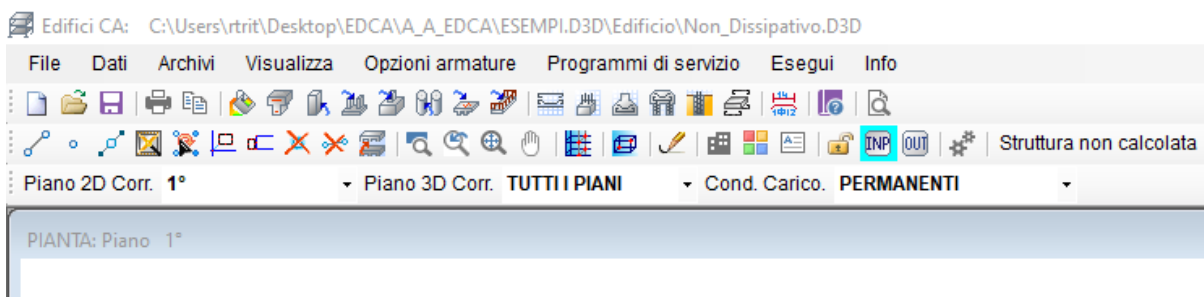 Edifici CA: C:\Users\rtrit\Desktop\EDCA\A_A_EDCA\ESEMPI.D3D\Edificio\Non_Dissipativo.D3D
File Dati Archivi Visualizza Opzioni armature Programmi di servizio Esegui Info
INP OUT Struttura non calcolata
Piano 2D Corr. 1° Piano 3D Corr. TUTTI I PIANI Cond. Carico. PERMANENTI
PIANTA: Piano 1°